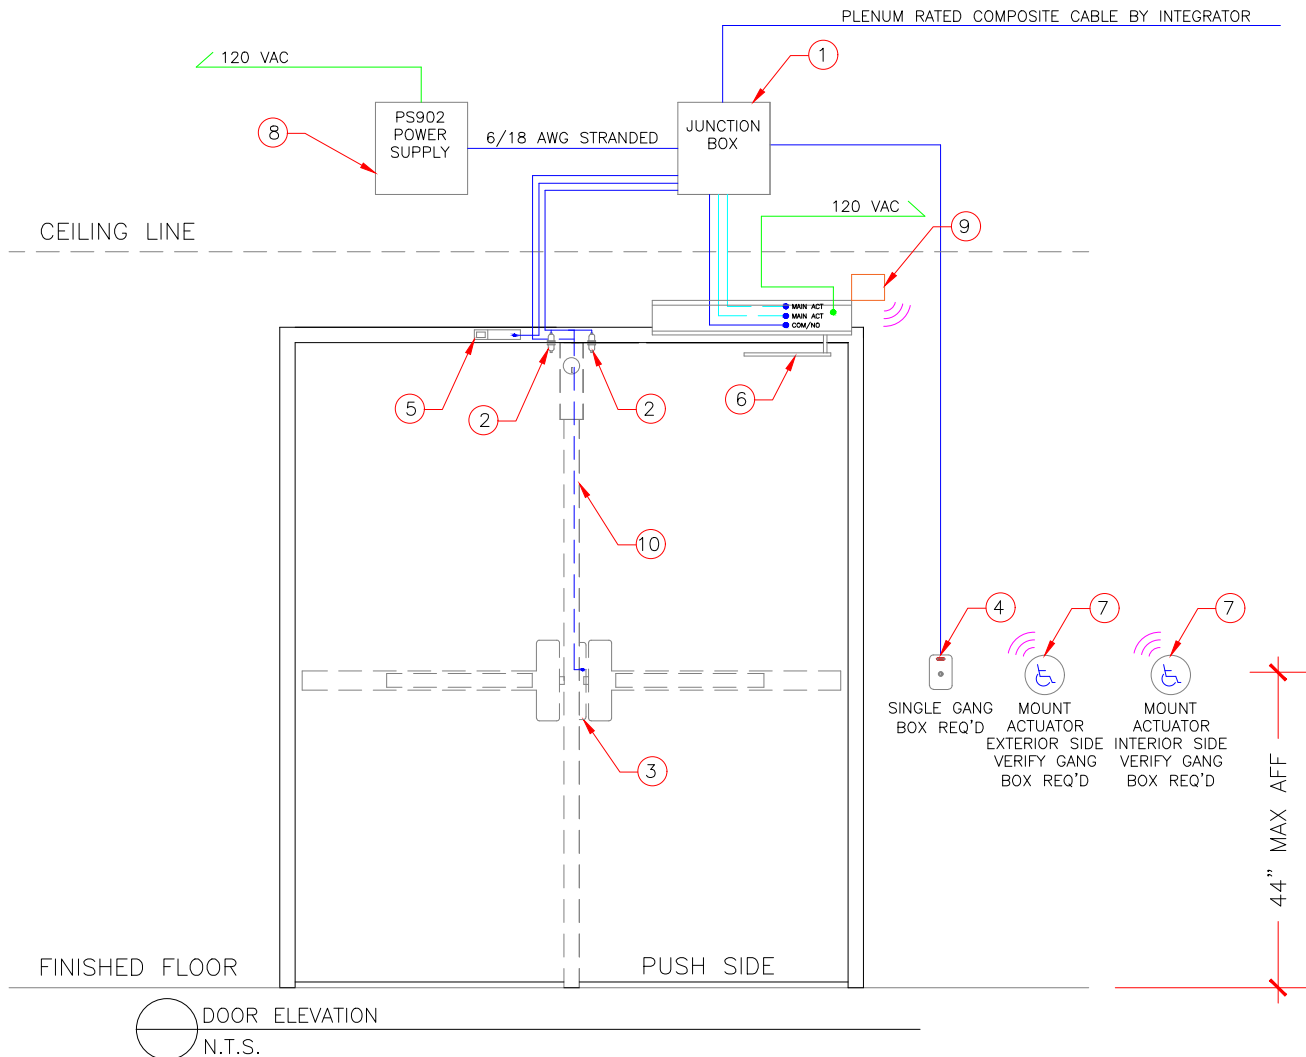 PLENUM RATED COMPOSITE CABLE BY INTEGRATOR
120 VAC
1
PS902
POWER
SUPPLY
8
6/18 AWG STRANDED
JUNCTION
BOX
120 VAC
9
CEILING LINE
MAIN ACT
MAIN ACT
COM/NO
5
2
2
6
10
4
7
7
3
SINGLE GANG
BOX REQ'D
MOUNT
ACTUATOR
EXTERIOR SIDE
VERIFY GANG
BOX REQ'D
MOUNT
ACTUATOR
INTERIOR SIDE
VERIFY GANG
BOX REQ'D
44" MAX AFF
FINISHED FLOOR
PUSH SIDE
DOOR ELEVATION
N.T.S.